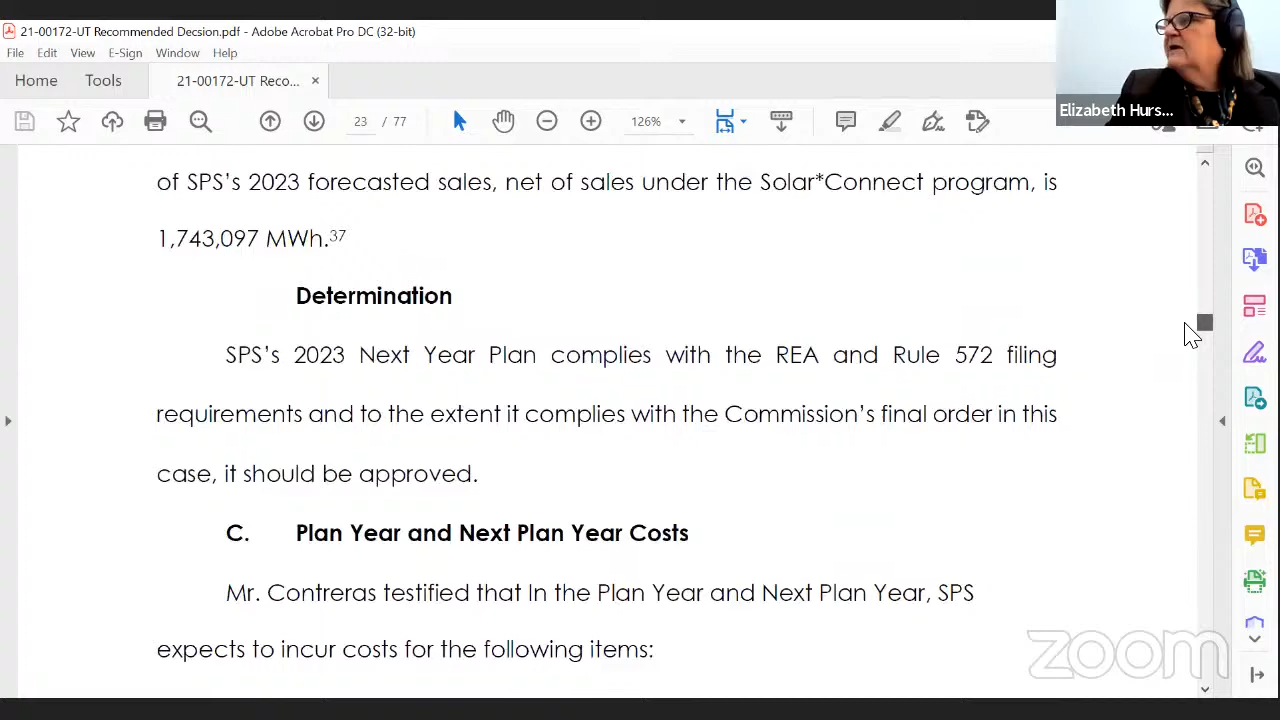 21-00172-UT Recommended Decsion.pdf - Adobe Acrobat Pro DC (32-bit)
File Edit View E-Sign Window Help
Home Tools 21-00172-UT Reco... ×
23 / 77 126%
Elizabeth Hurs...
of SPS’s 2023 forecasted sales, net of sales under the Solar*Connect program, is
1,743,097 MWh.37
Determination
SPS’s 2023 Next Year Plan complies with the REA and Rule 572 filing
requirements and to the extent it complies with the Commission’s final order in this
case, it should be approved.
C. Plan Year and Next Plan Year Costs
Mr. Contreras testified that In the Plan Year and Next Plan Year, SPS
expects to incur costs for the following items:
zoom